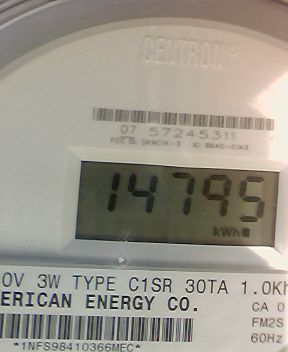 CENTRON®
07 57245311
14795
kWh
0V 3W TYPE C1SR 30TA 1.0Kh
ERICAN ENERGY CO.
CA 0
FM2S
60Hz
*1NFS98410366MEC*